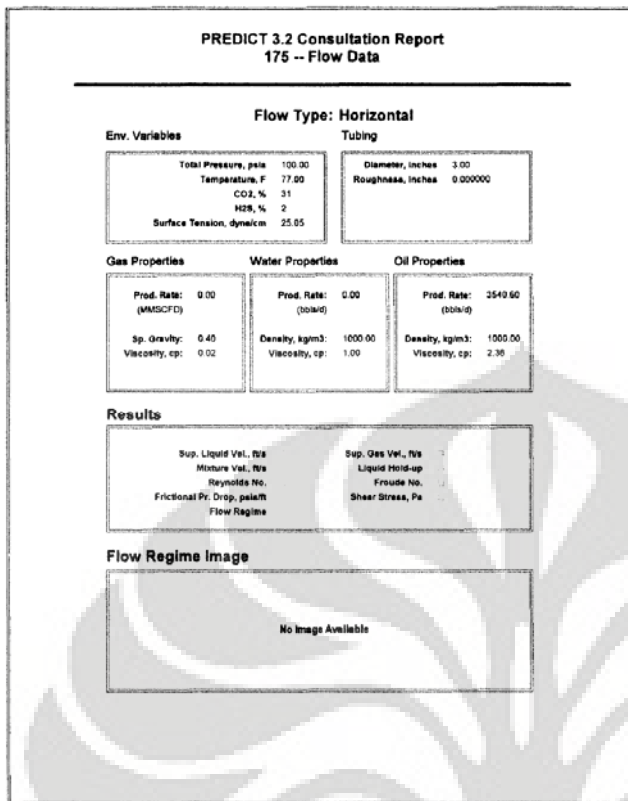 PREDICT 3.2 Consultation Report
175 -- Flow Data
Flow Type: Horizontal
Env. Variables
Total Pressure, psia 100.00
Temperature, F 77.00
CO2, % 31
H2S, % 2
Surface Tension, dyne/cm 25.05
Tubing
Diameter, inches 3.00
Roughness, inches 0.000000
Gas Properties
Prod. Rate: 0.00
(MMSCFD)
Sp. Gravity: 0.40
Viscosity, cp: 0.02
Water Properties
Prod. Rate: 0.00
(bbls/d)
Density, kg/m3: 1000.00
Viscosity, cp: 1.00
Oil Properties
Prod. Rate: 3540.60
(bbls/d)
Density, kg/m3: 1000.00
Viscosity, cp: 2.36
Results
Sup. Liquid Vel., ft/s
Mixture Vel., ft/s
Reynolds No.
Frictional Pr. Drop, psia/ft
Flow Regime
Sup. Gas Vel., ft/s
Liquid Hold-up
Froude No.
Shear Stress, Pa
Flow Regime Image
No Image Available